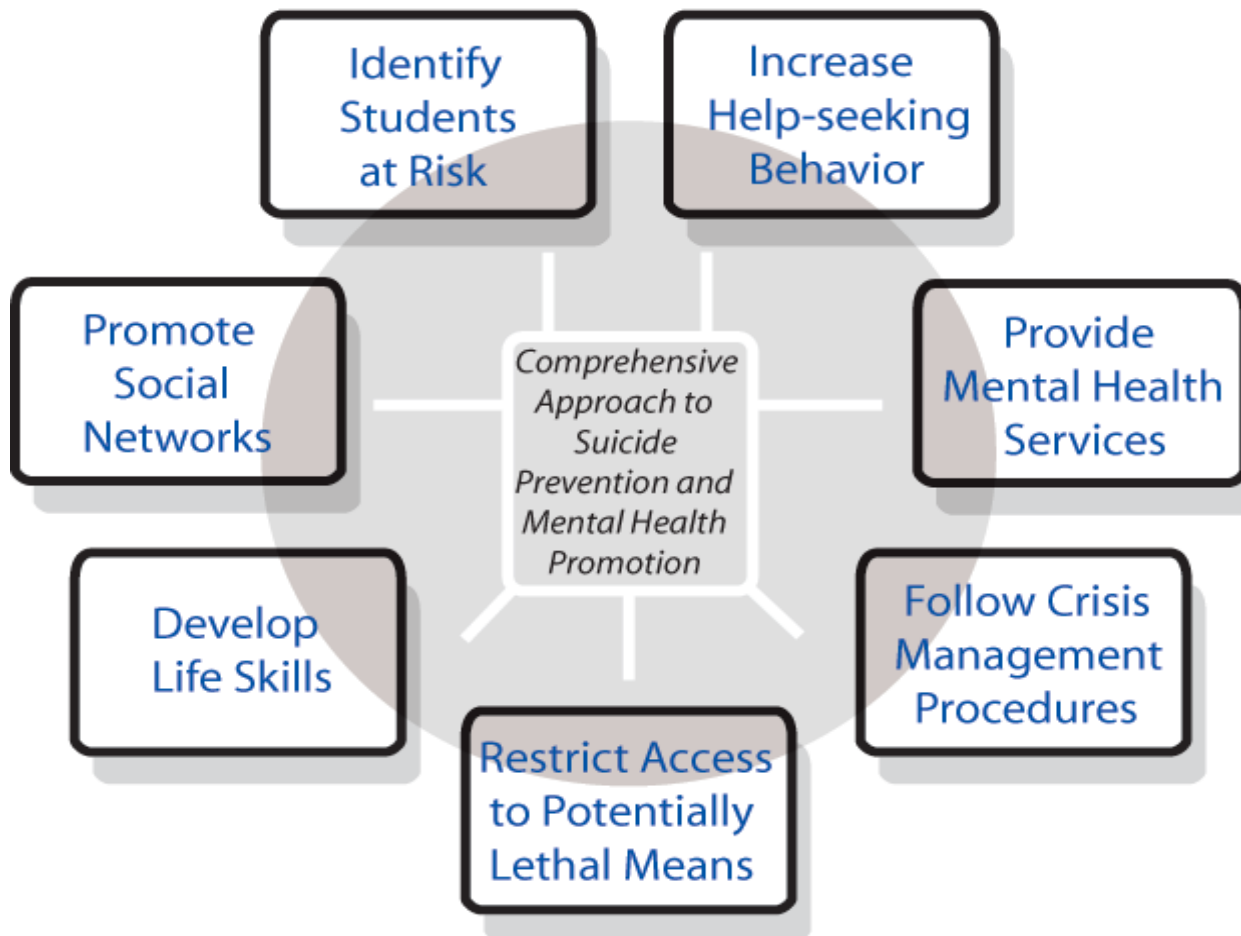 Identify
Students
at Risk
Increase
Help-seeking
Behavior
Promote
Social
Networks
Comprehensive
Approach to
Suicide
Prevention and
Mental Health
Promotion
Provide
Mental Health
Services
Develop
Life Skills
Follow Crisis
Management
Procedures
Restrict Access
to Potentially
Lethal Means